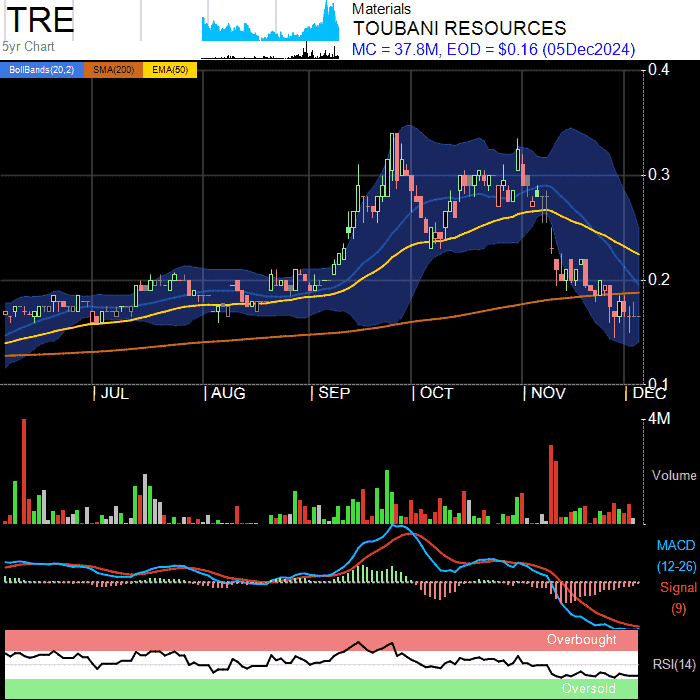 TRE
5yr Chart
Materials
TOUBANI RESOURCES
MC = 37.8M, EOD = $0.16 (05Dec2024)
BollBands(20,2) SMA(200) EMA(50)
0.4
0.3
0.2
0.1
JUL AUG SEP OCT NOV DEC
4M
Volume
MACD
(12-26)
Signal
(9)
Overbought
RSI(14)
Oversold